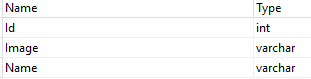 Name Type
Id int
Image varchar
Name varchar